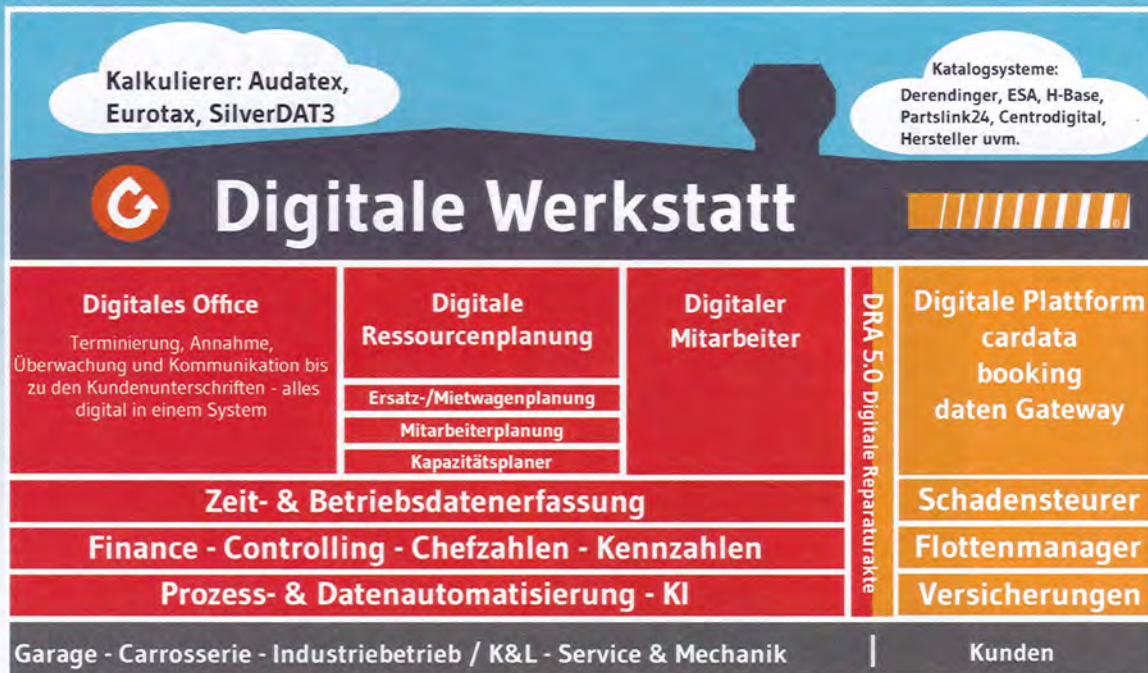 Kalkulierer: Audatex,
Eurotax, SilverDAT3
Katalogsysteme:
Derendinger, ESA, H-Base,
Partslink24, Centrodigital,
Hersteller uvm.
Digitale Werkstatt
Digitales Office
Terminierung, Annahme,
Überwachung und Kommunikation bis
zu den Kundenunterschriften - alles
digital in einem System
Digitale
Ressourcenplanung
Ersatz-/Mietwagenplanung
Mitarbeiterplanung
Kapazitätsplaner
Digitaler
Mitarbeiter
DRA 5.0 Digitale Reparaturakte
Digitale Plattform
cardata
booking
daten Gateway
Zeit- & Betriebsdatenerfassung
Finance - Controlling - Chefzahlen - Kennzahlen
Prozess- & Datenautomatisierung - KI
Schadensteurer
Flottenmanager
Versicherungen
Garage - Carrosserie - Industriebetrieb / K&L - Service & Mechanik | Kunden